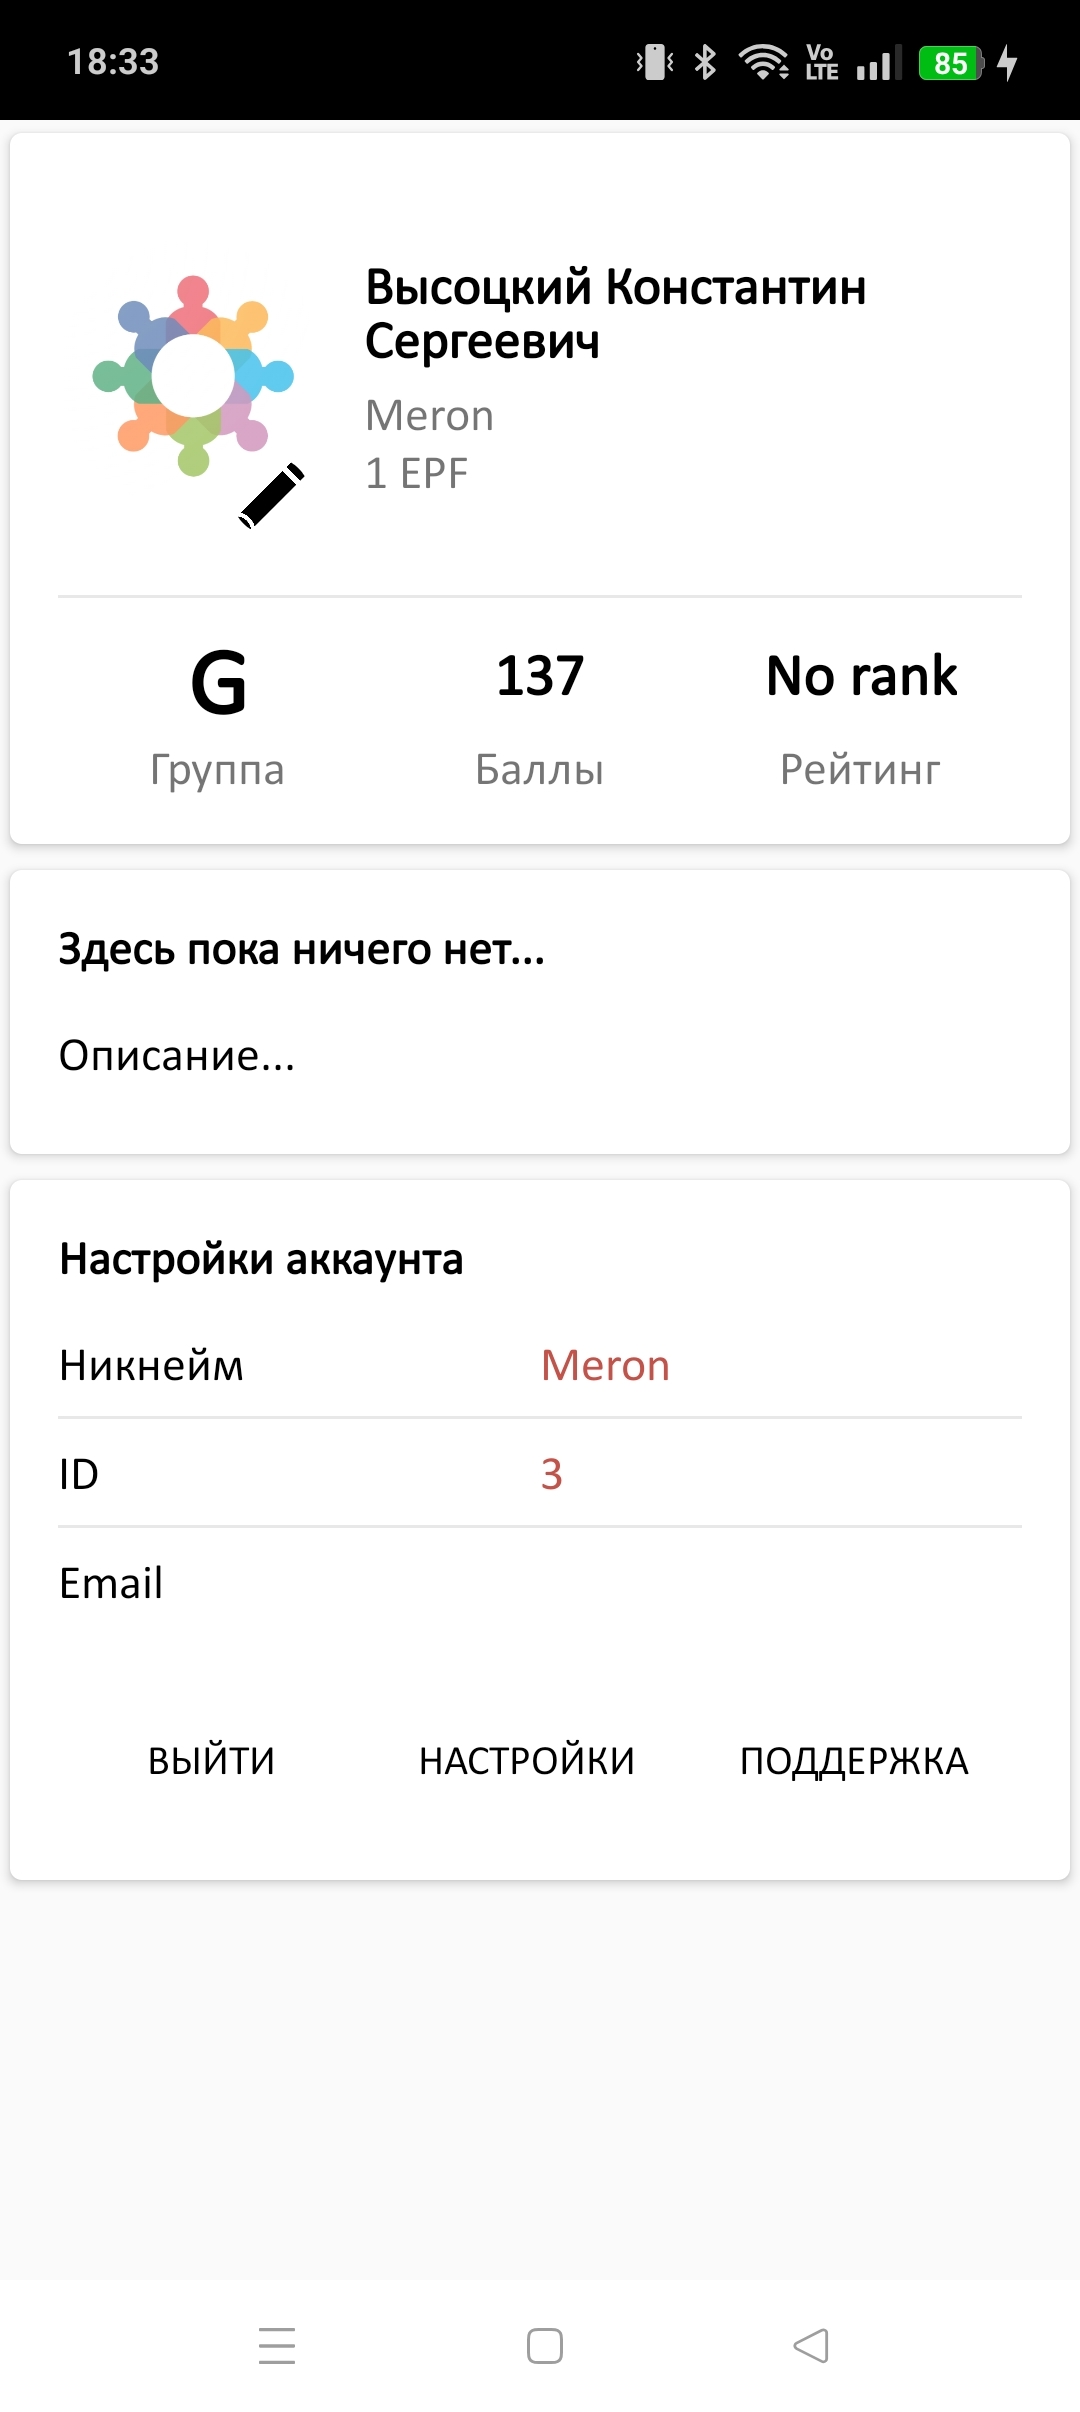 18:33
Vo
LTE
85
Высоцкий Константин
Сергеевич
Meron
1 EPF
G
137
No rank
Группа
Баллы
Рейтинг
Здесь пока ничего нет...
Описание...
Настройки аккаунта
Никнейм
Meron
ID
3
Email
ВЫЙТИ
НАСТРОЙКИ
ПОДДЕРЖКА